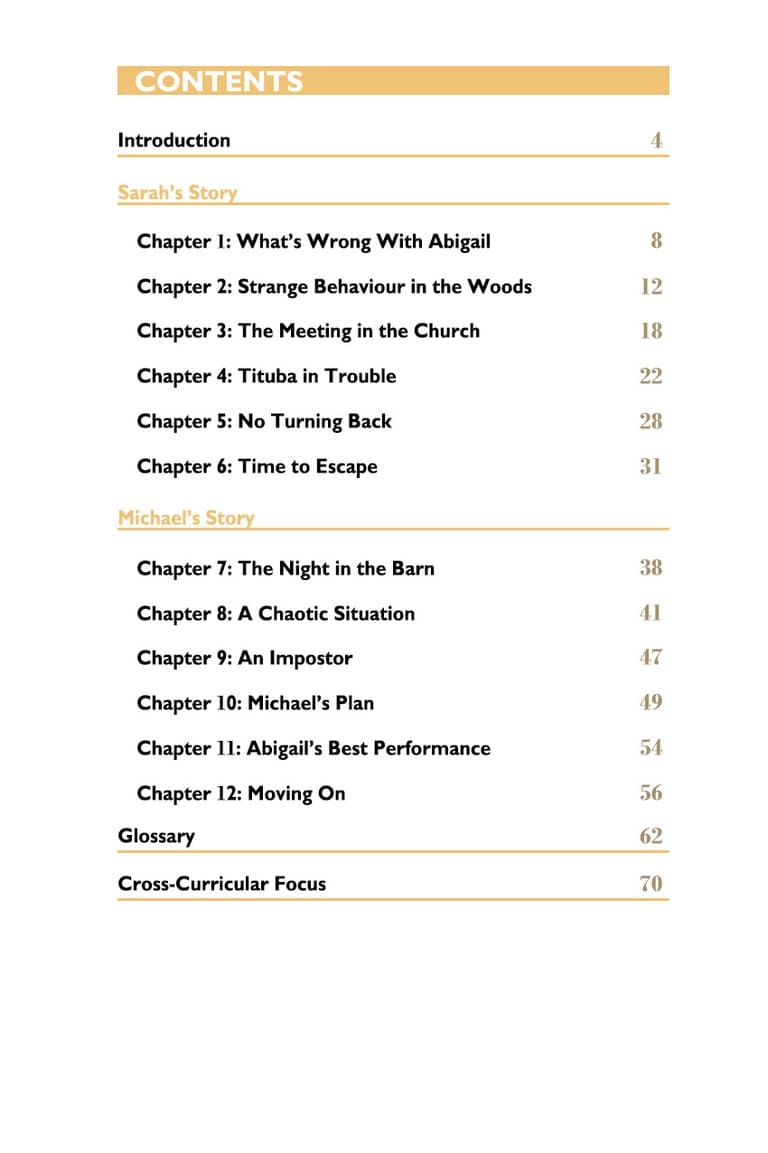 CONTENTS
Introduction 4
Sarah's Story
Chapter 1: What's Wrong With Abigail 8
Chapter 2: Strange Behaviour in the Woods 12
Chapter 3: The Meeting in the Church 18
Chapter 4: Tituba in Trouble 22
Chapter 5: No Turning Back 28
Chapter 6: Time to Escape 31
Michael's Story
Chapter 7: The Night in the Barn 38
Chapter 8: A Chaotic Situation 41
Chapter 9: An Impostor 47
Chapter 10: Michael's Plan 49
Chapter 11: Abigail's Best Performance 54
Chapter 12: Moving On 56
Glossary 62
Cross-Curricular Focus 70